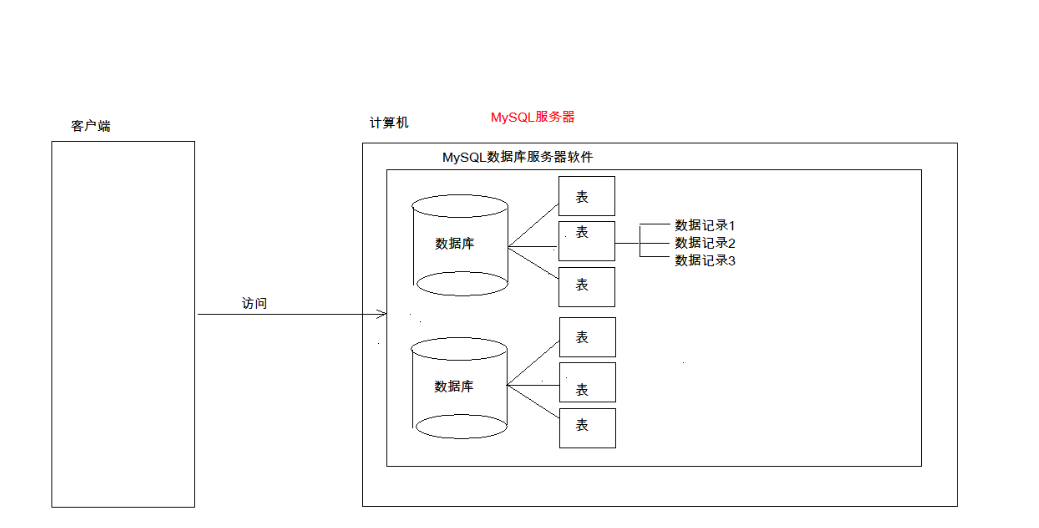 客户端
计算机
MySQL服务器
MySQL数据库服务器软件
数据库
表
表
表
数据记录1
数据记录2
数据记录3
访问
数据库
表
表
表